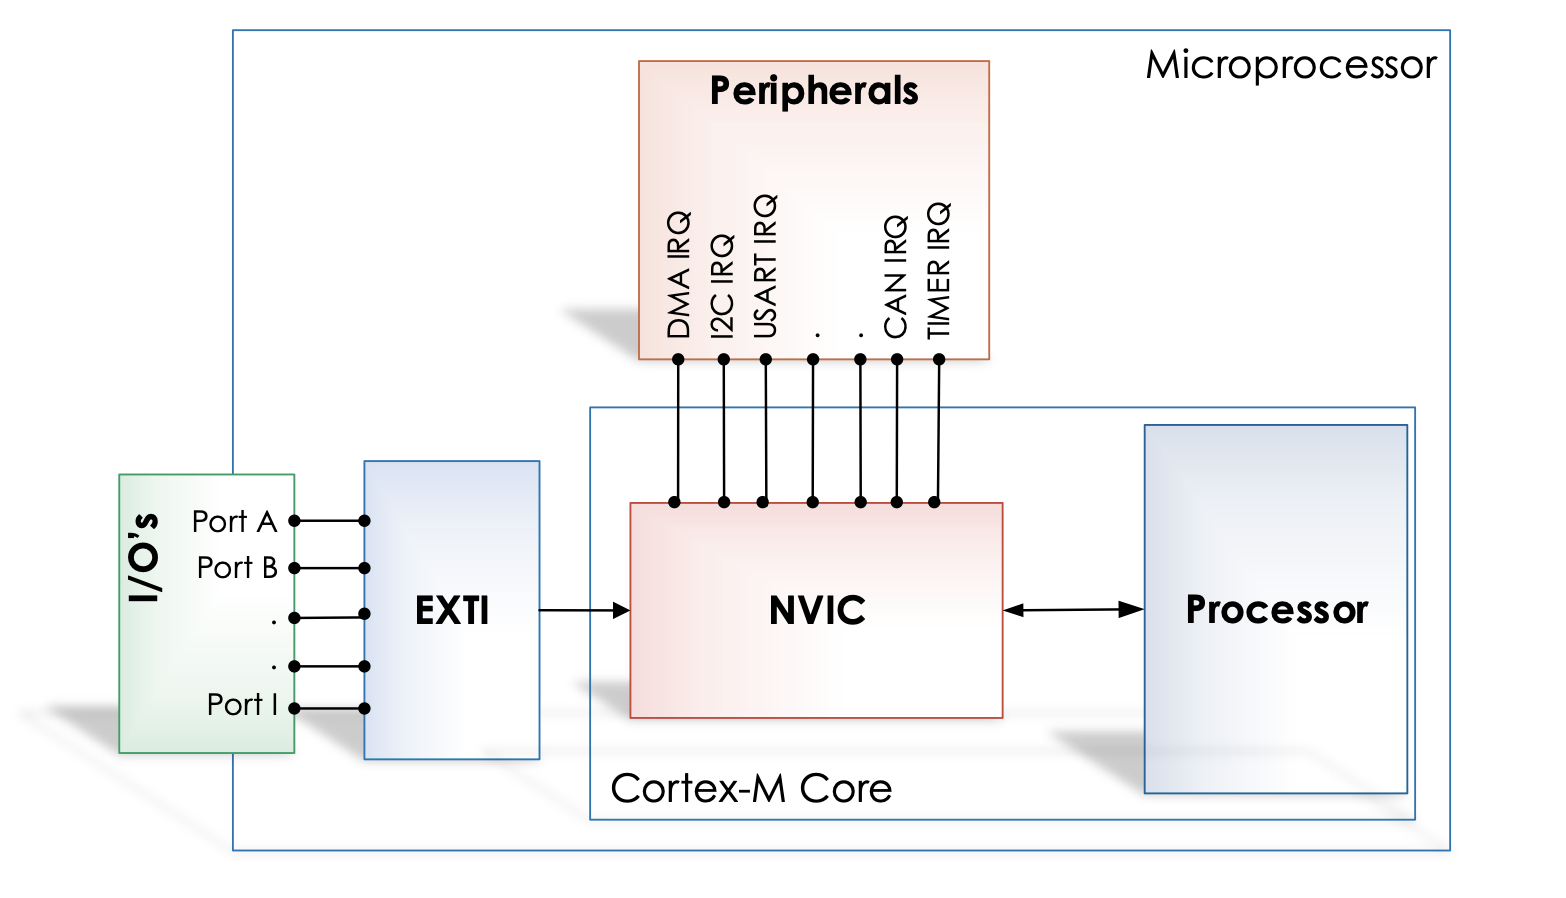 Microprocessor
Peripherals
DMA IRQ
I2C IRQ
USART IRQ
.
.
CAN IRQ
TIMER IRQ
I/O's
Port A
Port B
.
.
Port I
EXTI
NVIC
Processor
Cortex-M Core